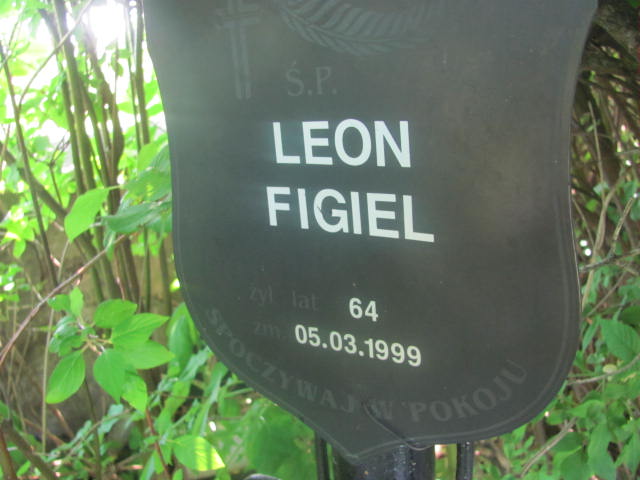 Ś.P.
LEON
FIGIEL
żył lat 64
zm. 05.03.1999
SPOCZYWAJ W POKOJU